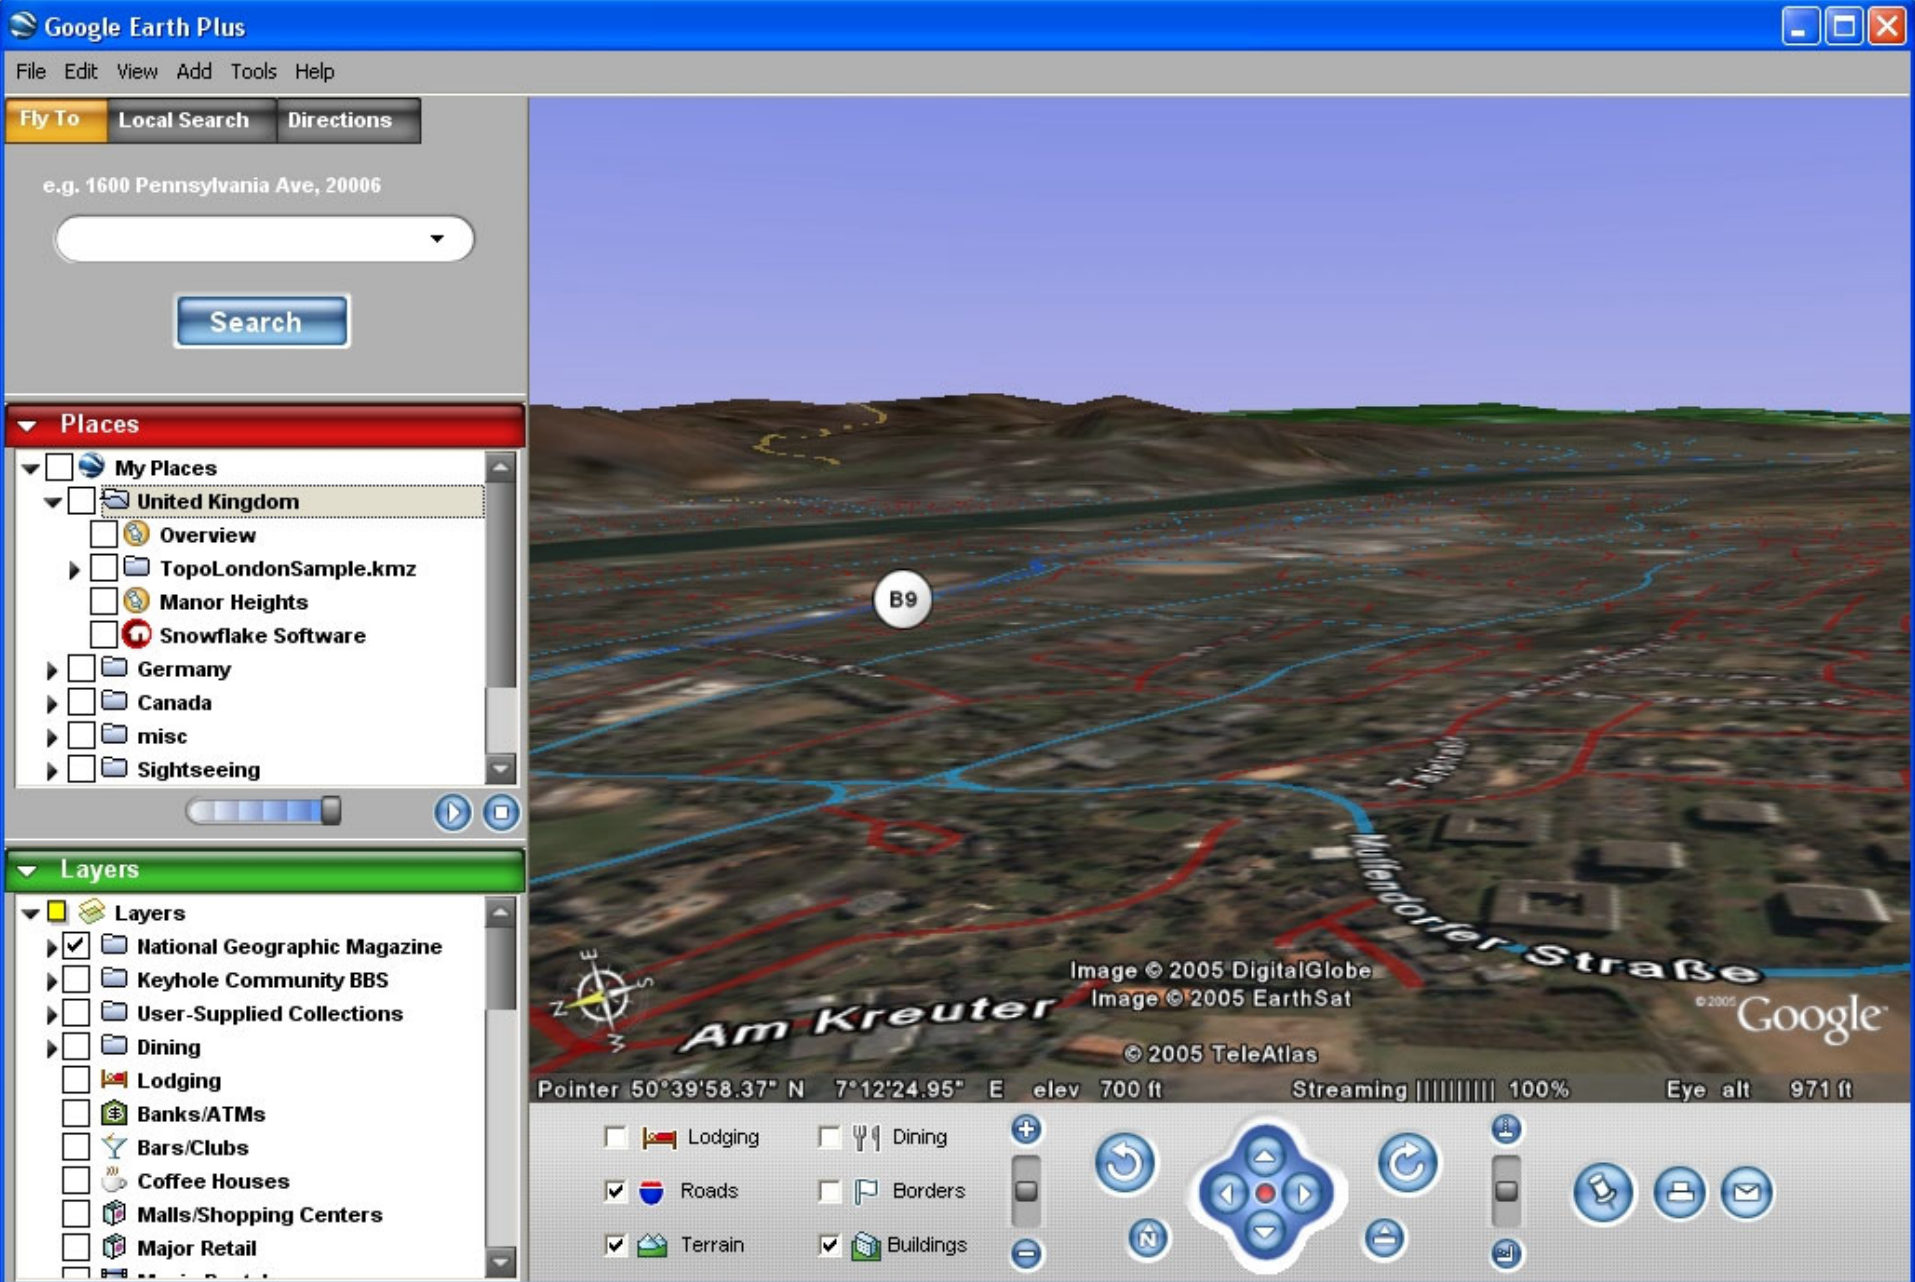 Google Earth Plus
File Edit View Add Tools Help
Fly To Local Search Directions
e.g. 1600 Pennsylvania Ave, 20006
Search
Places
My Places
United Kingdom
Overview
TopoLondonSample.kmz
Manor Heights
Snowflake Software
Germany
Canada
misc
Sightseeing
Layers
Layers
National Geographic Magazine
Keyhole Community BBS
User-Supplied Collections
Dining
Lodging
Banks/ATMs
Bars/Clubs
Coffee Houses
Malls/Shopping Centers
Major Retail
B9
Straße
Am Kreuter
E
S
N
W
Image © 2005 DigitalGlobe
Image © 2005 EarthSat
© 2005 TeleAtlas
© 2005 Google
Pointer 50°39'58.37" N 7°12'24.95" E elev 700 ft Streaming |||||||||| 100% Eye alt 971 ft
Lodging Dining
Roads Borders
Terrain Buildings
N